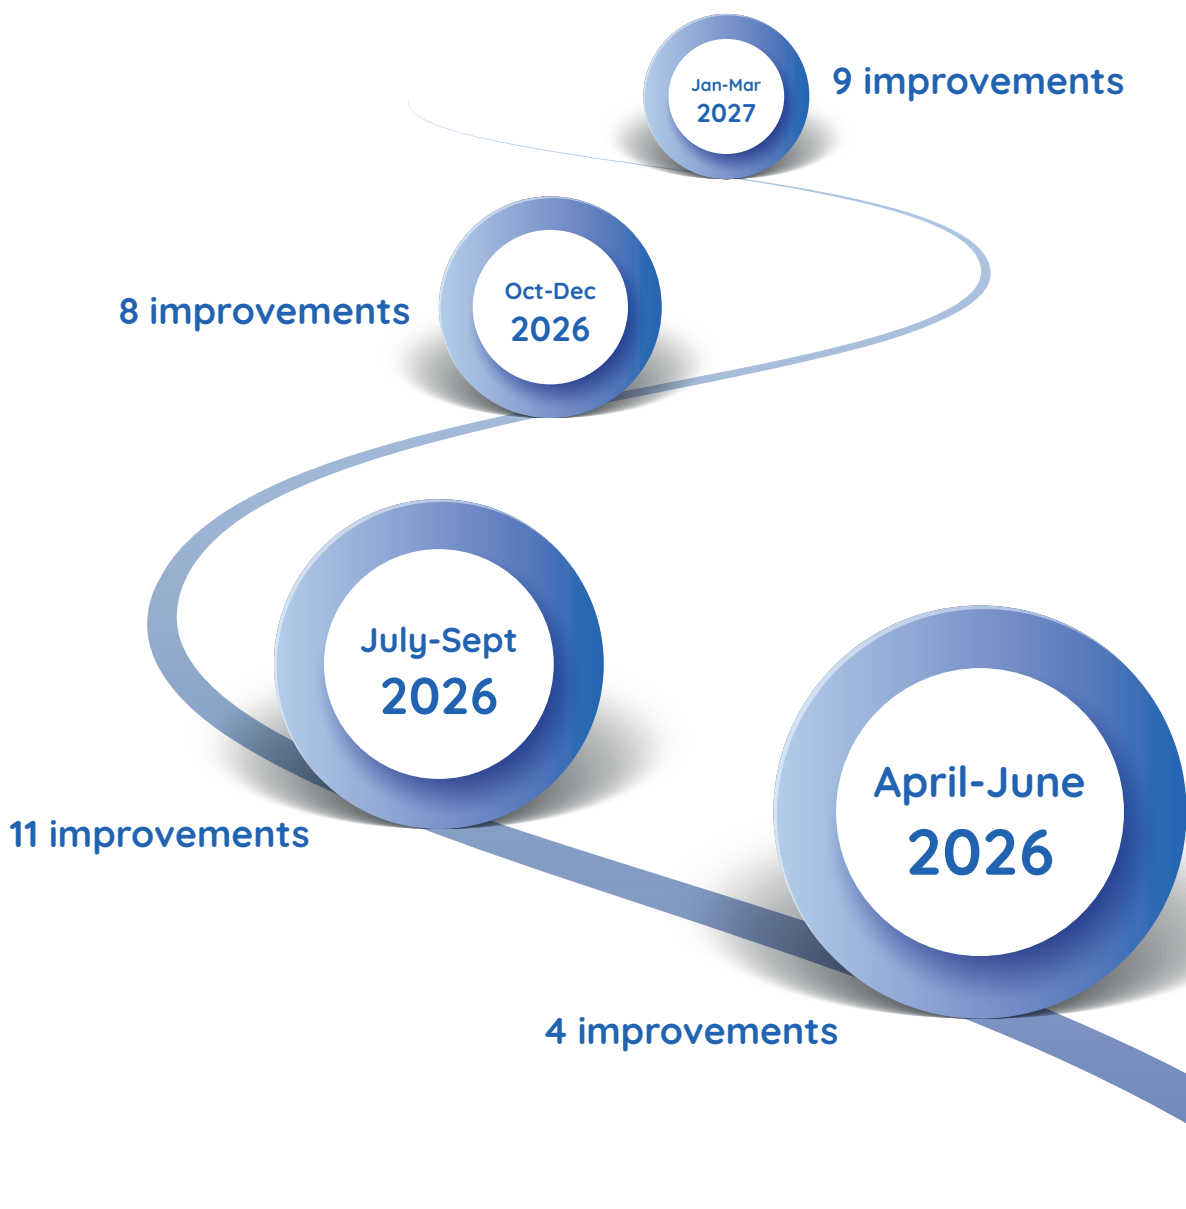 Jan-Mar
2027
9 improvements
Oct-Dec
2026
8 improvements
July-Sept
2026
11 improvements
April-June
2026
4 improvements